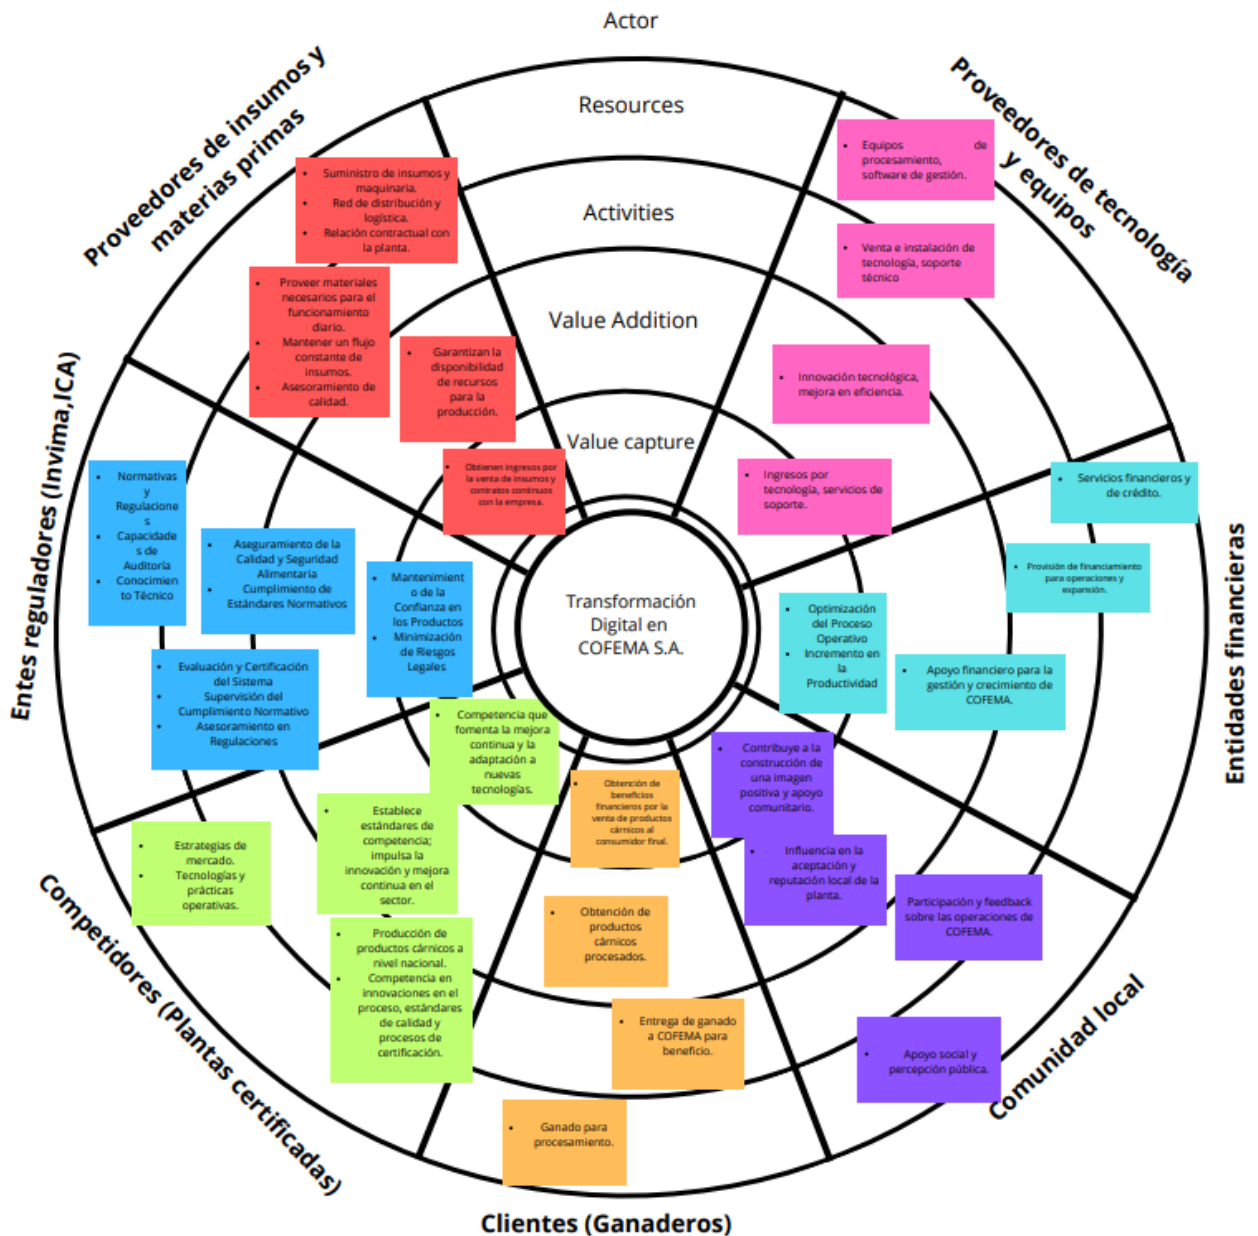 Actor
Resources
Activities
Value Addition
Value capture
Transformación
Digital en
COFEMA S.A.
Proveedores de insumos y
materias primas
• Suministro de insumos y
maquinaria.
• Red de distribución y
logística.
• Relación contractual con
la planta.
• Proveer materiales
necesarios para el
funcionamiento
diario.
• Mantener un flujo
constante de
insumos.
• Asesoramiento de
calidad.
• Garantizan la
disponibilidad
de recursos
para la
producción.
• Obtienen ingresos por
la venta de insumos y
contratos continuos
con la empresa.
Proveedores de tecnología
y equipos
• Equipos de
procesamiento,
software de gestión.
• Venta e instalación de
tecnología, soporte
técnico
• Innovación tecnológica,
mejora en eficiencia.
• Ingresos por
tecnología, servicios de
soporte.
Entidades financieras
• Servicios financieros y
de crédito.
• Provisión de financiamiento
para operaciones y
expansión.
• Apoyo financiero para la
gestión y crecimiento de
COFEMA.
• Optimización
del Proceso
Operativo
• Incremento en
la
Productividad
Comunidad local
• Contribuye a la
construcción de
una imagen
positiva y apoyo
comunitario.
• Influencia en la
aceptación y
reputación local de la
planta.
Participación y feedback
sobre las operaciones de
COFEMA.
• Apoyo social y
percepción pública.
Clientes (Ganaderos)
• Obtención de
beneficios
financieros por la
venta de productos
cárnicos al
consumidor final.
• Obtención de
productos
cárnicos
procesados.
• Entrega de ganado
a COFEMA para
beneficio.
• Ganado para
procesamiento.
Competidores (Plantas certificadas)
• Competencia que
fomenta la mejora
continua y la
adaptación a
nuevas
tecnologías.
• Establece
estándares de
competencia;
impulsa la
innovación y mejora
continua en el
sector.
• Estrategias de
mercado.
• Tecnologías y
prácticas
operativas.
• Producción de
productos cárnicos a
nivel nacional.
• Competencia en
innovaciones en el
proceso, estándares
de calidad y
procesos de
certificación.
Entes reguladores (Invima,ICA)
• Normativas
y
Regulacione
s
• Capacidade
s de
Auditoría
• Conocimien
to Técnico
• Aseguramiento de la
Calidad y Seguridad
Alimentaria
• Cumplimiento de
Estándares Normativos
• Mantenimient
o de la
Confianza en
los Productos
• Minimización
de Riesgos
Legales
• Evaluación y Certificación
del Sistema
• Supervisión del
Cumplimiento Normativo
• Asesoramiento en
Regulaciones